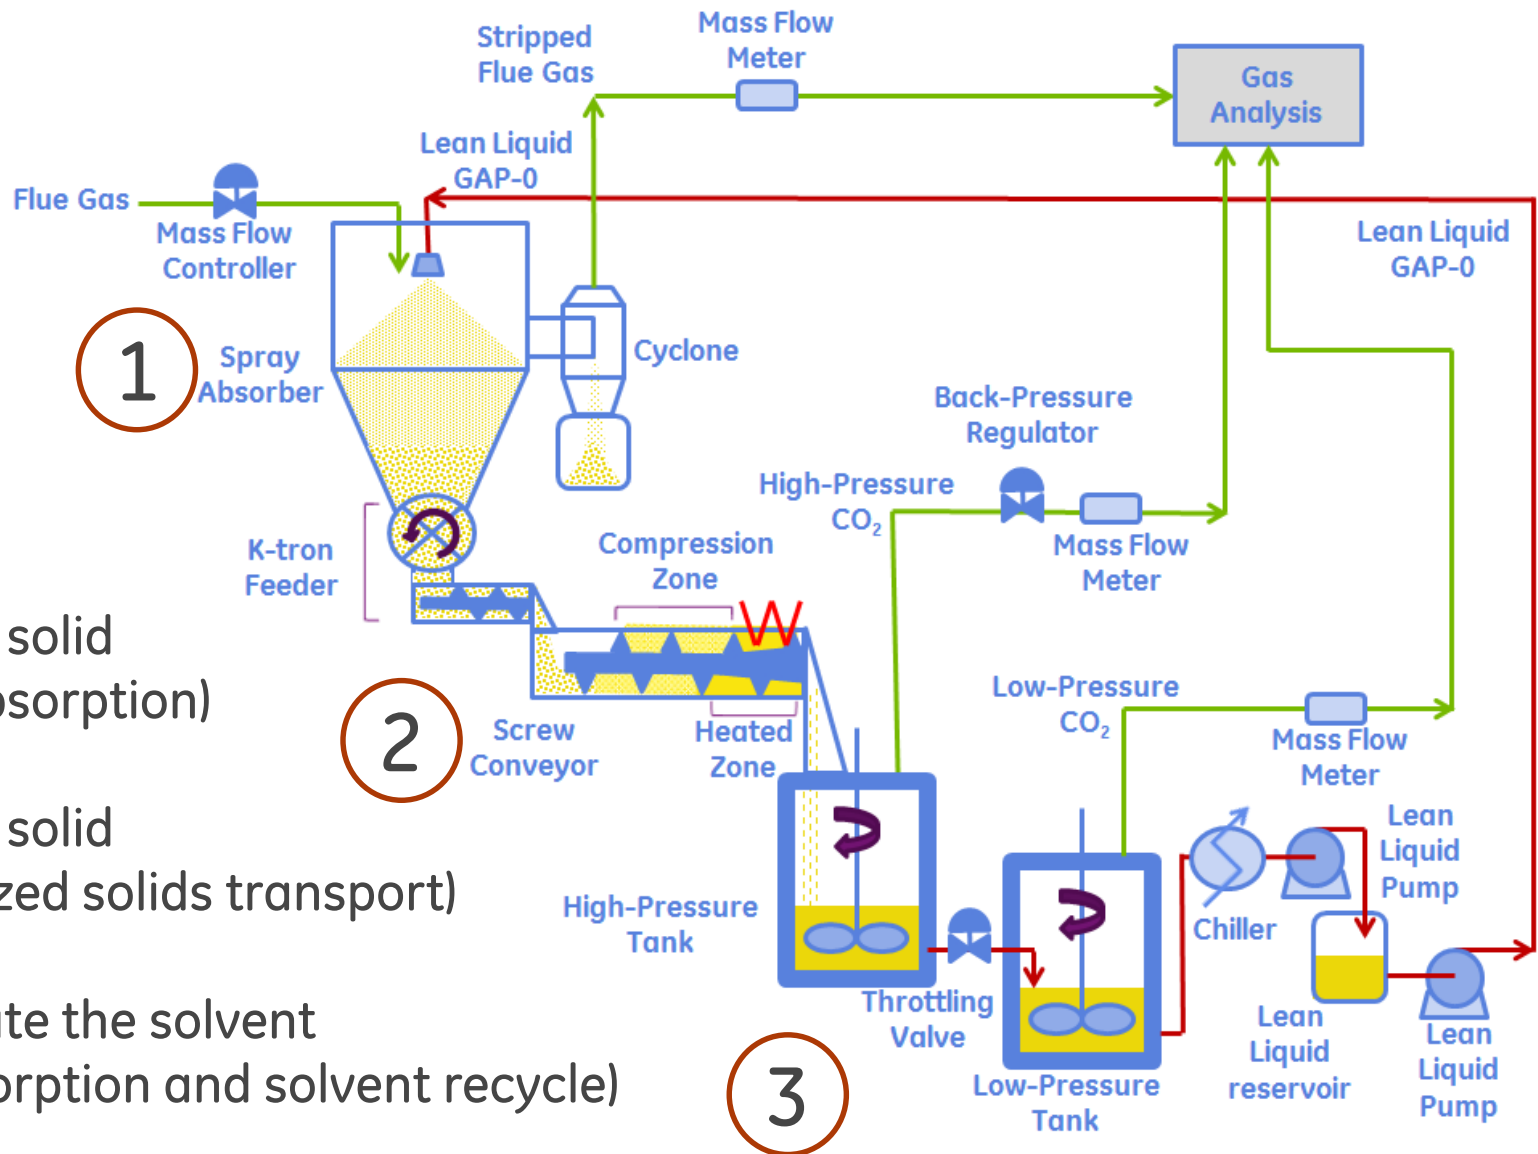 Stripped
Flue Gas
Mass Flow
Meter
Gas
Analysis
Lean Liquid
GAP-0
Flue Gas
Mass Flow
Controller
Lean Liquid
GAP-0
1
Spray
Absorber
Cyclone
Back-Pressure
Regulator
High-Pressure
CO₂
Mass Flow
Meter
K-tron
Feeder
Compression
Zone
solid
Low-Pressure
CO₂
2
Screw
Conveyor
Heated
Zone
Mass Flow
Meter
solid
solids transport)
High-Pressure
Tank
Chiller
Lean
Liquid
Pump
Throttling
Valve
the solvent
and solvent recycle)
3
Low-Pressure
Tank
Lean
Liquid
reservoir
Lean
Liquid
Pump